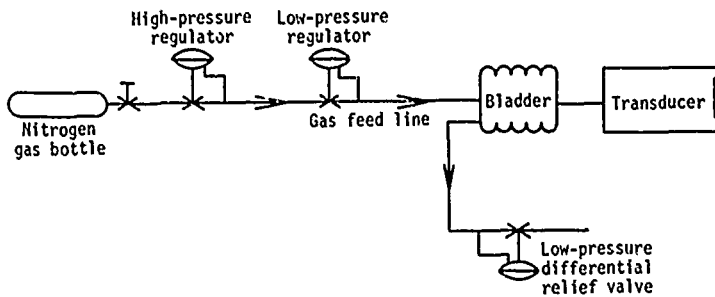 High-pressure
regulator
Low-pressure
regulator
Nitrogen
gas bottle
Gas feed line
Bladder
Transducer
Low-pressure
differential
relief valve